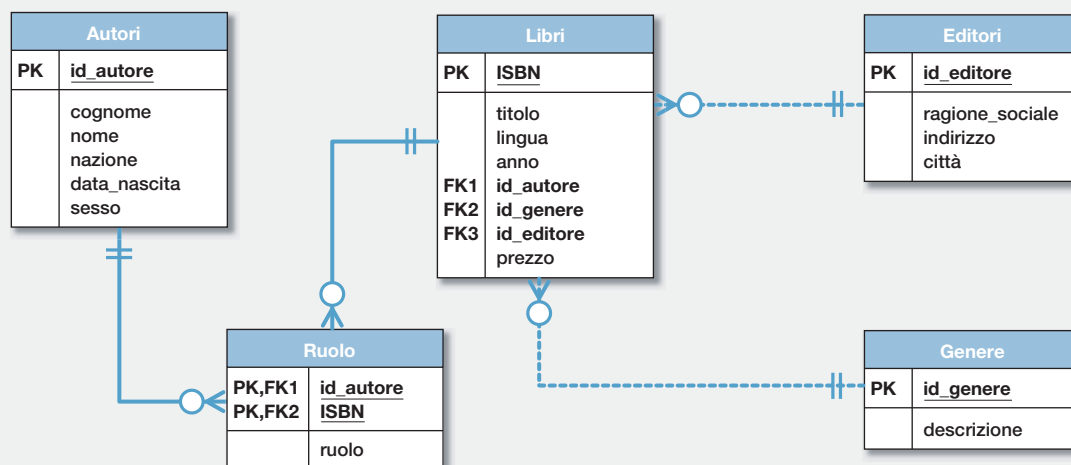 Autori
PK id_autore
cognome
nome
nazione
data_nascita
sesso
Libri
PK ISBN
titolo
lingua
anno
FK1 id_autore
FK2 id_genere
FK3 id_editore
prezzo
Editori
PK id_editore
ragione_sociale
indirizzo
città
Ruolo
PK,FK1 id_autore
PK,FK2 ISBN
ruolo
Genere
PK id_genere
descrizione